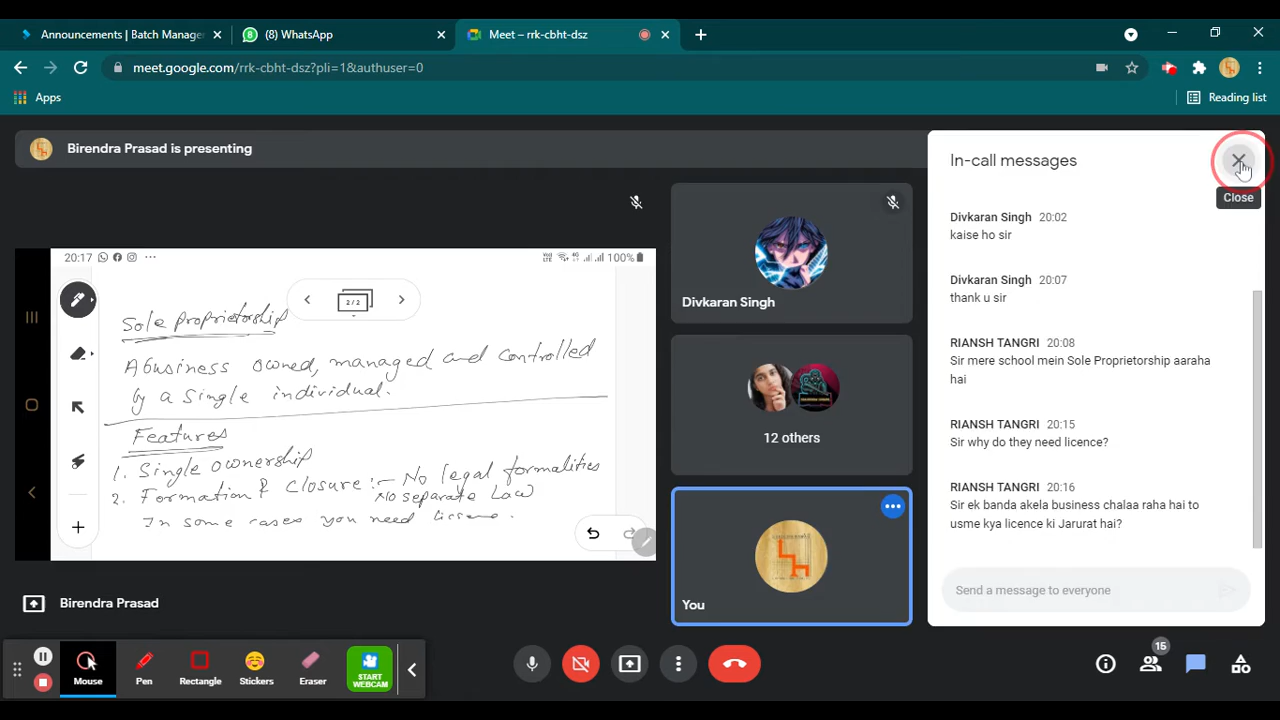 Announcements | Batch Manager
(8) WhatsApp
Meet – rrk-cbht-dsz
meet.google.com/rrk-cbht-dsz?pli=1&authuser=0
Apps
Reading list
Birendra Prasad is presenting
20:17
100%
2 / 2
Sole proprietorship
A business owned, managed and controlled
by a single individual.
Features
1. Single ownership
2. Formation & Closure :- No legal formalities
No separate Law
In some cases you need license.
Birendra Prasad
Divkaran Singh
12 others
You
In-call messages
Close
Divkaran Singh 20:02
kaise ho sir
Divkaran Singh 20:07
thank u sir
RIANSH TANGRI 20:08
Sir mere school mein Sole Proprietorship aaraha
hai
RIANSH TANGRI 20:15
Sir why do they need licence?
RIANSH TANGRI 20:16
Sir ek banda akela business chalaa raha hai to
usme kya licence ki Jarurat hai?
Send a message to everyone
Mouse
Pen
Rectangle
Stickers
Eraser
START
WEBCAM
15